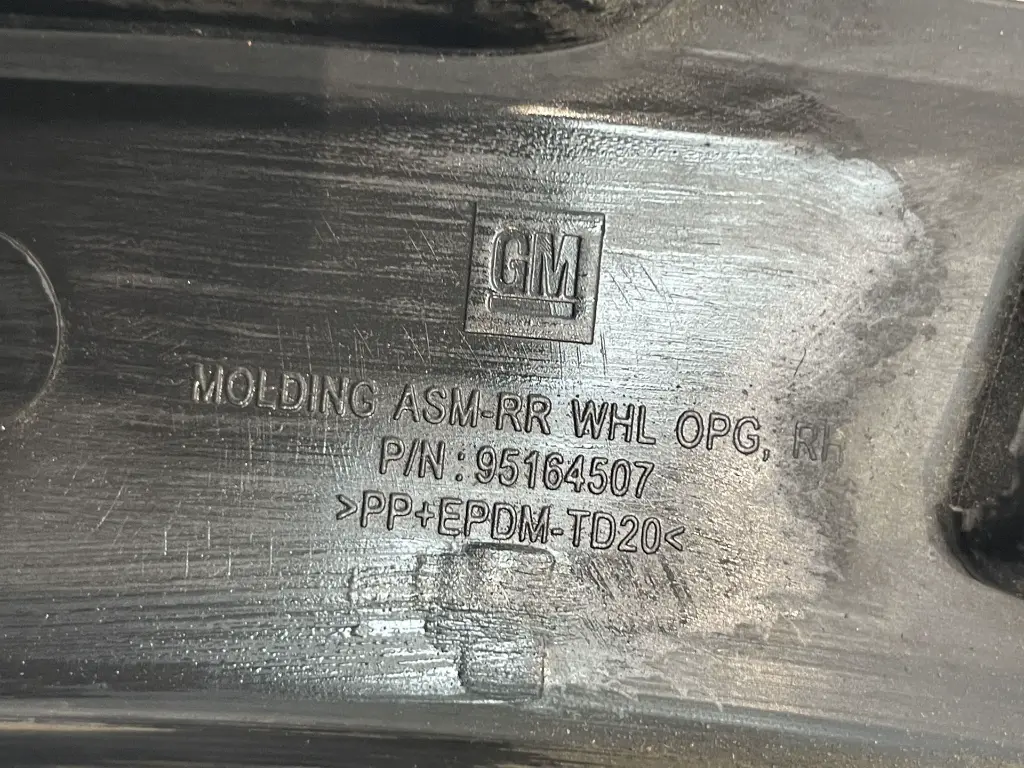 GM
MOLDING ASM-RR WHL OPG, RH
P/N : 95164507
>PP+EPDM-TD20<